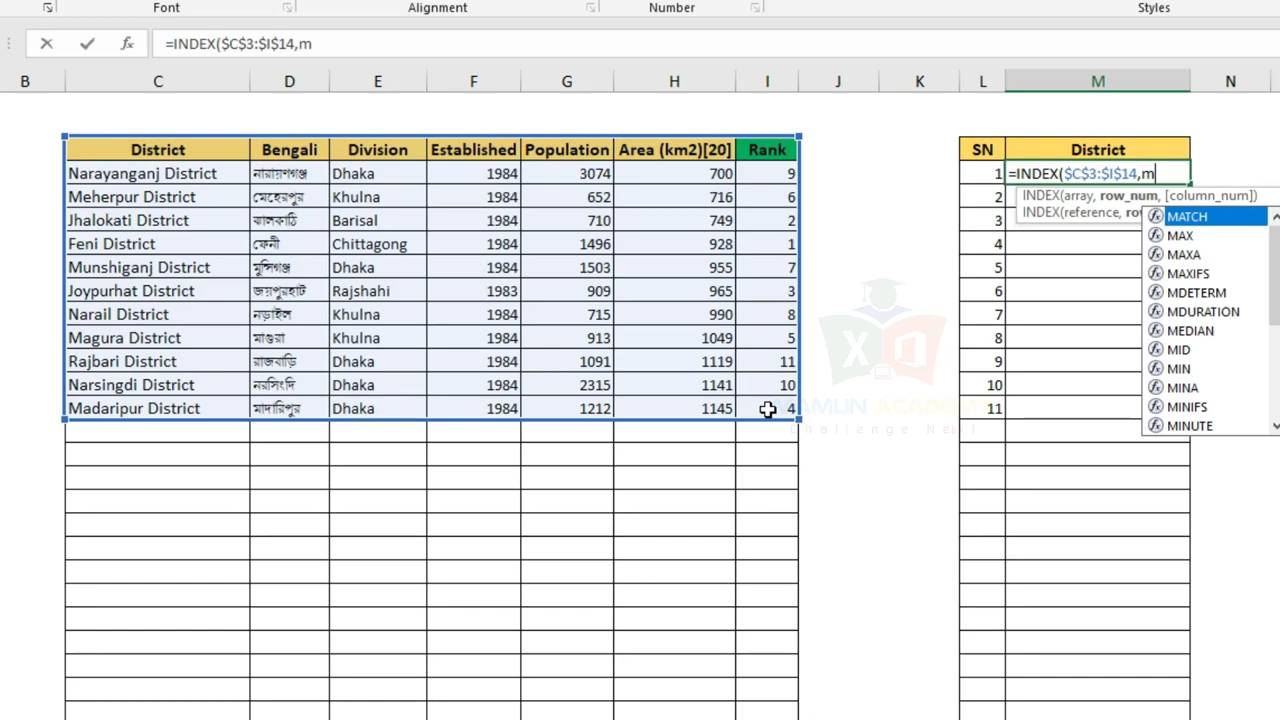 Font Alignment Number Styles
=INDEX($C$3:$I$14,m
B C D E F G H I J K L M N
District Bengali Division Established Population Area (km2)[20] Rank SN District
Narayanganj District নারায়ণগঞ্জ Dhaka 1984 3074 700 9 1 =INDEX($C$3:$I$14,m
Meherpur District মেহেরপুর Khulna 1984 652 716 6 2 INDEX(array, row_num, [column_num])
Jhalokati District ঝালকাঠি Barisal 1984 710 749 2 3 INDEX(reference, MATCH
Feni District ফেনী Chittagong 1984 1496 928 1 4 MAX
MAXA
Munshiganj District মুন্সিগঞ্জ Dhaka 1984 1503 955 7 5 MAXIFS
Joypurhat District জয়পুরহাট Rajshahi 1983 909 965 3 6 MDETERM
Narail District নড়াইল Khulna 1984 715 990 8 7 MDURATION
Magura District মাগুরা Khulna 1984 913 1049 5 8 MEDIAN
MID
Rajbari District রাজবাড়ি Dhaka 1984 1091 1119 11 9 MIN
Narsingdi District নরসিংদি Dhaka 1984 2315 1141 10 10 MINA
Madaripur District মাদারিপুর Dhaka 1984 1212 1145 4 11 MINIFS
MAMUN ACADEMY
Challenge Next
MINUTE